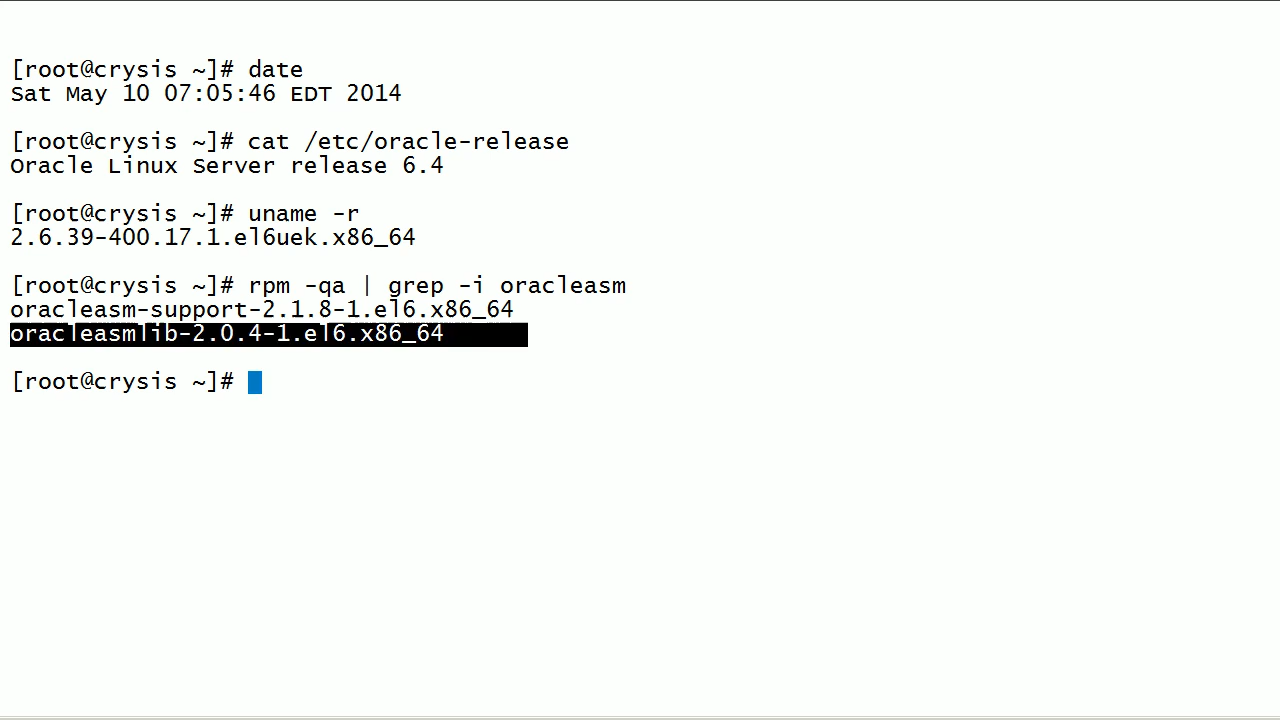 [root@crysis ~]# date
Sat May 10 07:05:46 EDT 2014
[root@crysis ~]# cat /etc/oracle-release
Oracle Linux Server release 6.4
[root@crysis ~]# uname -r
2.6.39-400.17.1.el6uek.x86_64
[root@crysis ~]# rpm -qa | grep -i oracleasm
oracleasm-support-2.1.8-1.el6.x86_64
oracleasmlib-2.0.4-1.el6.x86_64
[root@crysis ~]#